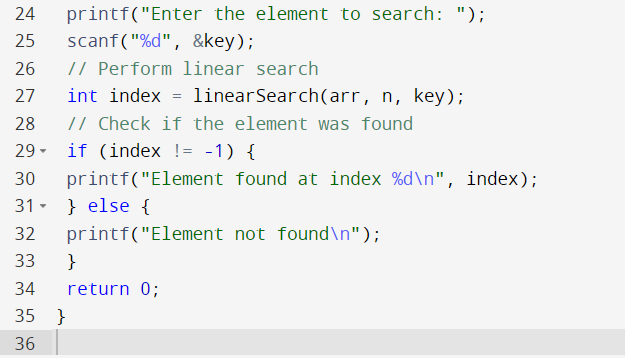 24 printf("Enter the element to search: ");
25 scanf("%d", &key);
26 // Perform linear search
27 int index = linearSearch(arr, n, key);
28 // Check if the element was found
29 if (index != -1) {
30 printf("Element found at index %d\n", index);
31 } else {
32 printf("Element not found\n");
33 }
34 return 0;
35 }
36